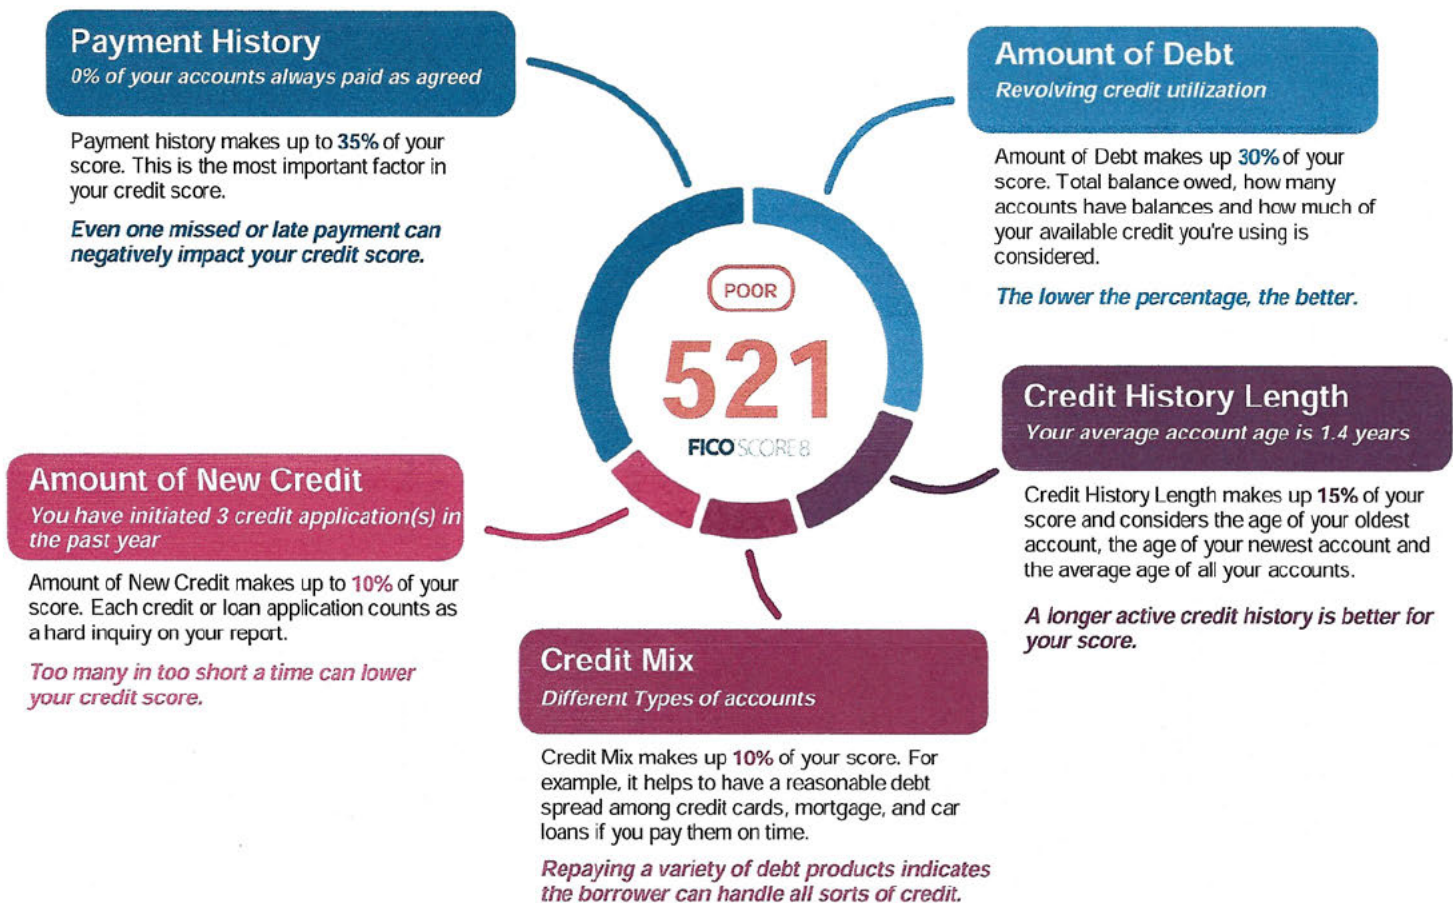 Payment History
0% of your accounts always paid as agreed
Payment history makes up to 35% of your
score. This is the most important factor in
your credit score.
Even one missed or late payment can
negatively impact your credit score.
Amount of Debt
Revolving credit utilization
Amount of Debt makes up 30% of your
score. Total balance owed, how many
accounts have balances and how much of
your available credit you're using is
considered.
The lower the percentage, the better.
POOR
521
FICO SCORE 8
Credit History Length
Your average account age is 1.4 years
Credit History Length makes up 15% of your
score and considers the age of your oldest
account, the age of your newest account and
the average age of all your accounts.
A longer active credit history is better for
your score.
Amount of New Credit
You have initiated 3 credit application(s) in
the past year
Amount of New Credit makes up to 10% of your
score. Each credit or loan application counts as
a hard inquiry on your report.
Too many in too short a time can lower
your credit score.
Credit Mix
Different Types of accounts
Credit Mix makes up 10% of your score. For
example, it helps to have a reasonable debt
spread among credit cards, mortgage, and car
loans if you pay them on time.
Repaying a variety of debt products indicates
the borrower can handle all sorts of credit.